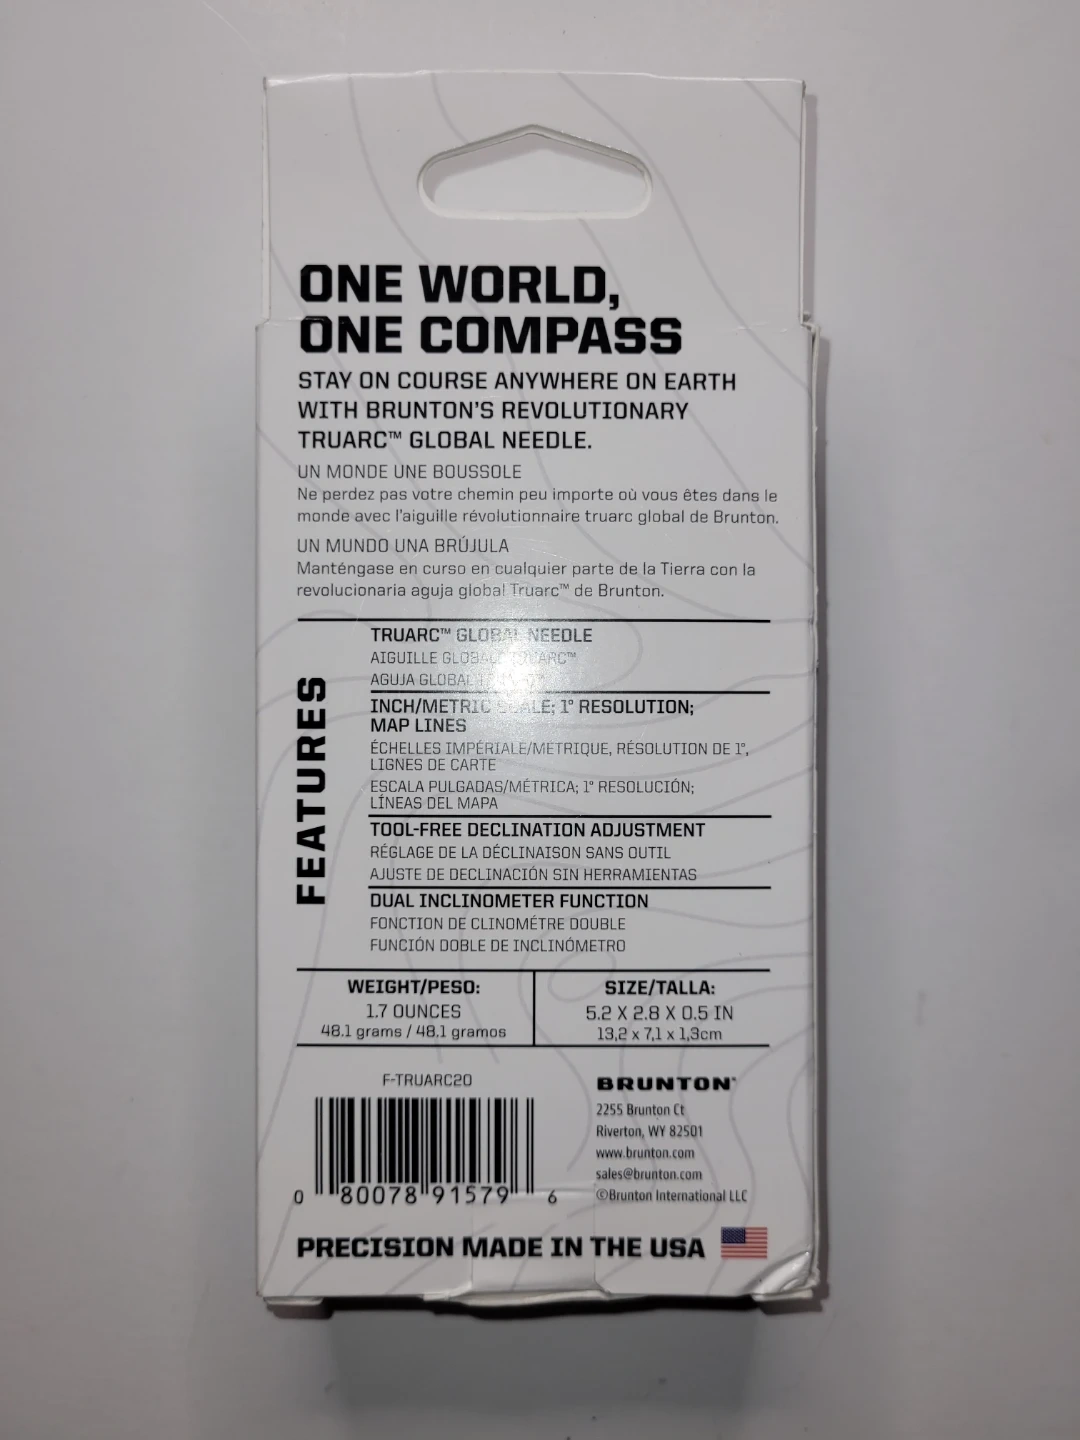 ONE WORLD,
ONE COMPASS
STAY ON COURSE ANYWHERE ON EARTH
WITH BRUNTON'S REVOLUTIONARY
TRUARC™ GLOBAL NEEDLE.
UN MONDE UNE BOUSSOLE
Ne perdez pas votre chemin peu importe où vous êtes dans le
monde avec l'aiguille révolutionnaire truarc global de Brunton.
UN MUNDO UNA BRÚJULA
Manténgase en curso en cualquier parte de la Tierra con la
revolucionaria aguja global Truarc™ de Brunton.
FEATURES
TRUARC™ GLOBAL NEEDLE
AIGUILLE GLOBALE TRUARC™
AGUJA GLOBAL
INCH/METRIC SCALE; 1° RESOLUTION;
MAP LINES
ÉCHELLES IMPÉRIALE/MÉTRIQUE, RÉSOLUTION DE 1°,
LIGNES DE CARTE
ESCALA PULGADAS/MÉTRICA; 1° RESOLUCIÓN;
LÍNEAS DEL MAPA
TOOL-FREE DECLINATION ADJUSTMENT
RÉGLAGE DE LA DÉCLINAISON SANS OUTIL
AJUSTE DE DECLINACIÓN SIN HERRAMIENTAS
DUAL INCLINOMETER FUNCTION
FONCTION DE CLINOMÉTRE DOUBLE
FUNCIÓN DOBLE DE INCLINÓMETRO
WEIGHT/PESO:
1.7 OUNCES
48.1 grams / 48.1 gramos
SIZE/TALLA:
5.2 X 2.8 X 0.5 IN
13,2 x 7,1 x 1,3cm
F-TRUARC20
0 80078 91579 6
BRUNTON
2255 Brunton Ct
Riverton, WY 82501
www.brunton.com
sales@brunton.com
©Brunton International LLC
PRECISION MADE IN THE USA